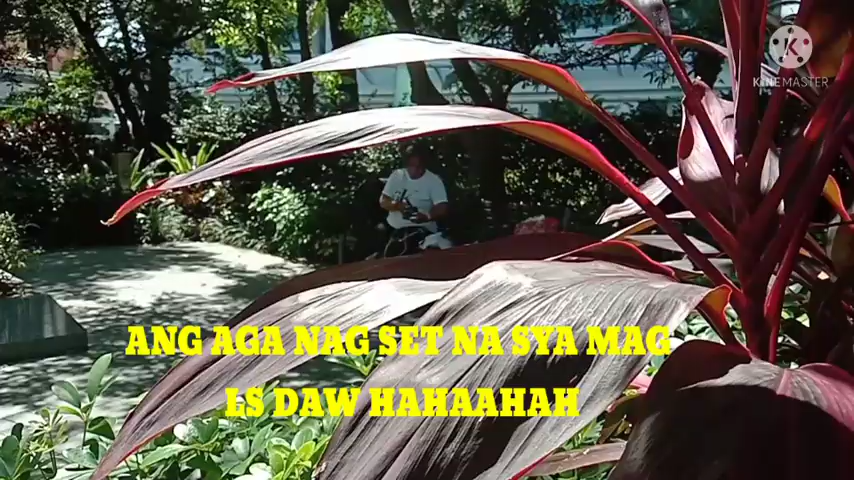 KINEMASTER
ANG AGA NAG SET NA SYA MAG
LS DAW HAHAAHAH